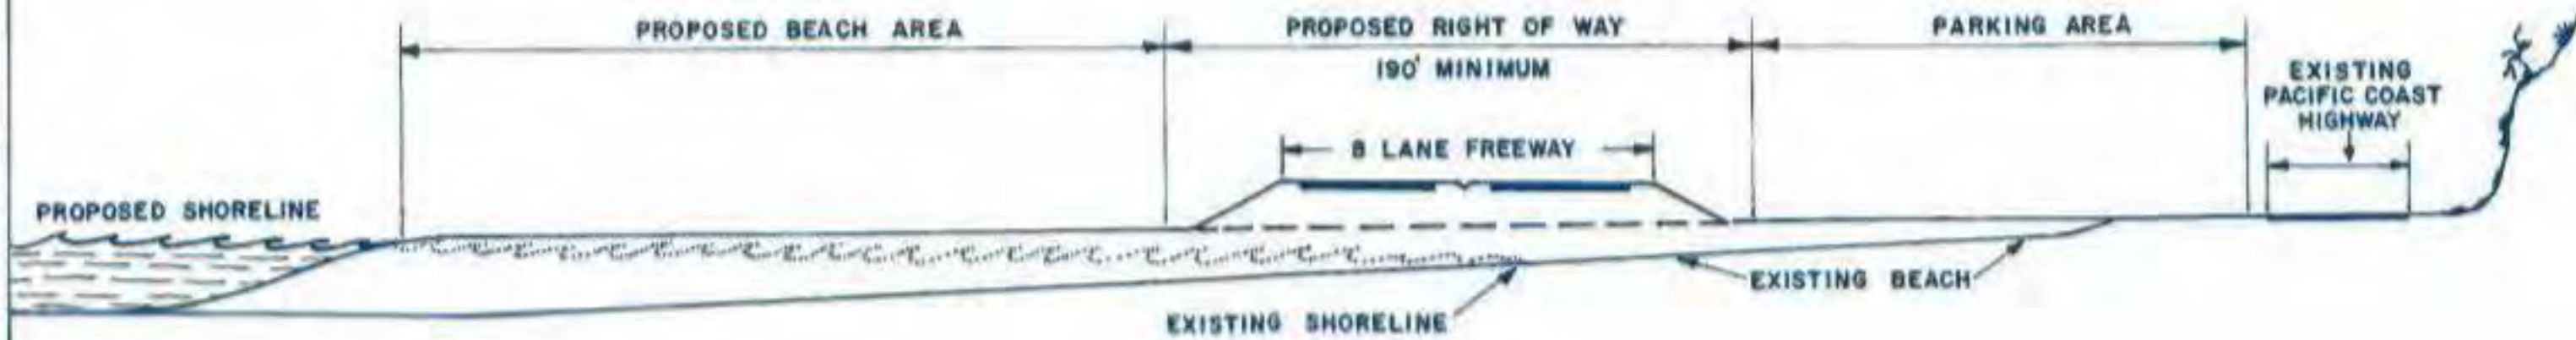 PROPOSED BEACH AREA
PROPOSED RIGHT OF WAY
190' MINIMUM
PARKING AREA
EXISTING
PACIFIC COAST
HIGHWAY
8 LANE FREEWAY
PROPOSED SHORELINE
EXISTING BEACH
EXISTING SHORELINE